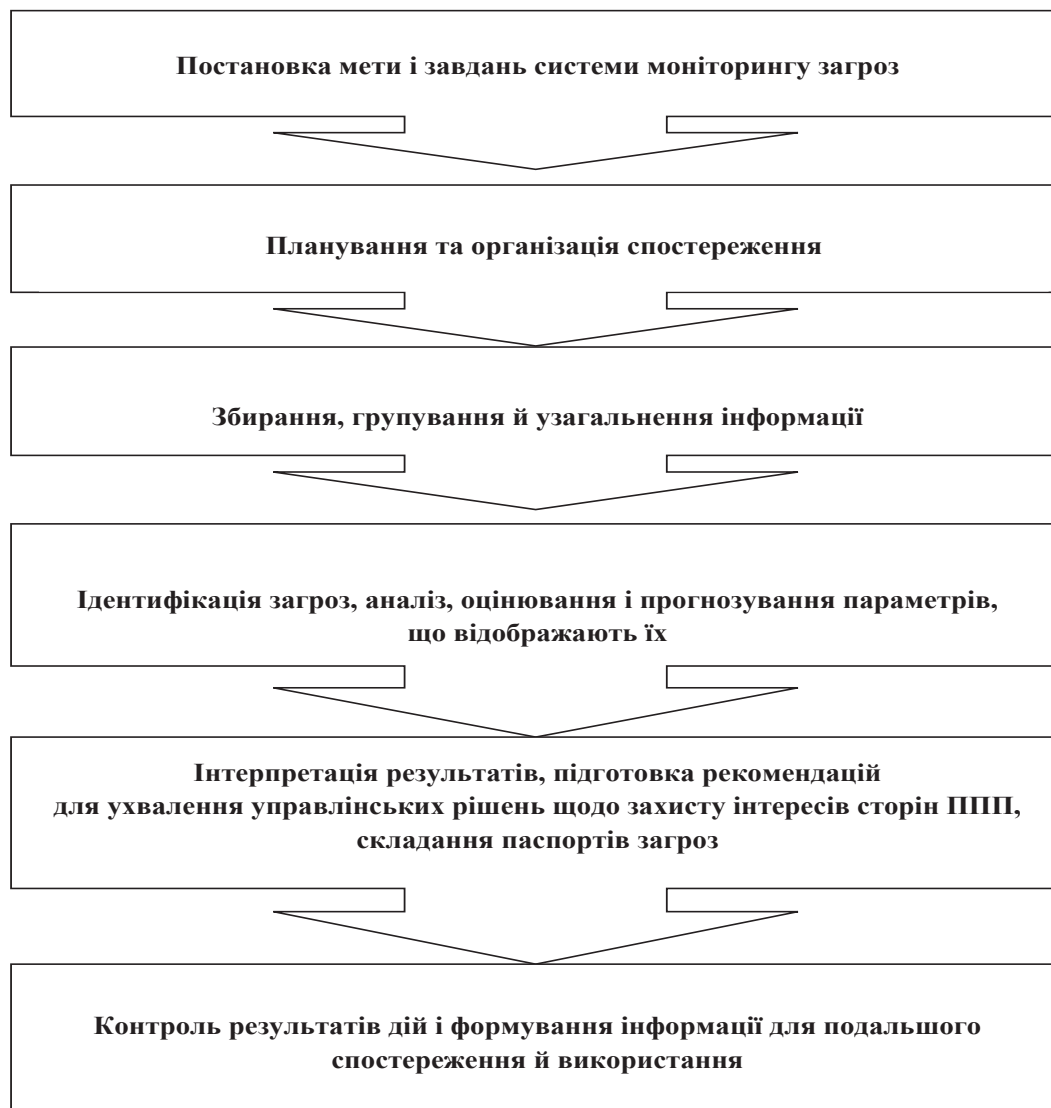 Постановка мети і завдань системи моніторингу загроз
Планування та організація спостереження
Збирання, групування й узагальнення інформації
Ідентифікація загроз, аналіз, оцінювання і прогнозування параметрів,
що відображають їх
Інтерпретація результатів, підготовка рекомендацій
для ухвалення управлінських рішень щодо захисту інтересів сторін ППП,
складання паспортів загроз
Контроль результатів дій і формування інформації для подальшого
спостереження й використання